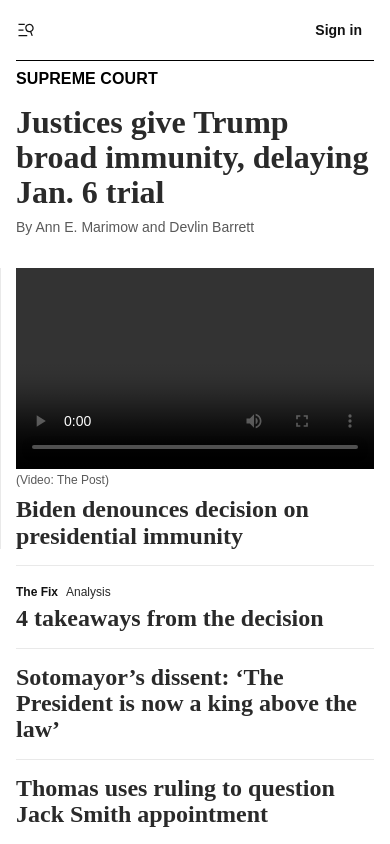 Sign in
SUPREME COURT
Justices give Trump
broad immunity, delaying
Jan. 6 trial
By Ann E. Marimow and Devlin Barrett
0:00
(Video: The Post)
Biden denounces decision on
presidential immunity
The Fix Analysis
4 takeaways from the decision
Sotomayor’s dissent: ‘The
President is now a king above the
law’
Thomas uses ruling to question
Jack Smith appointment